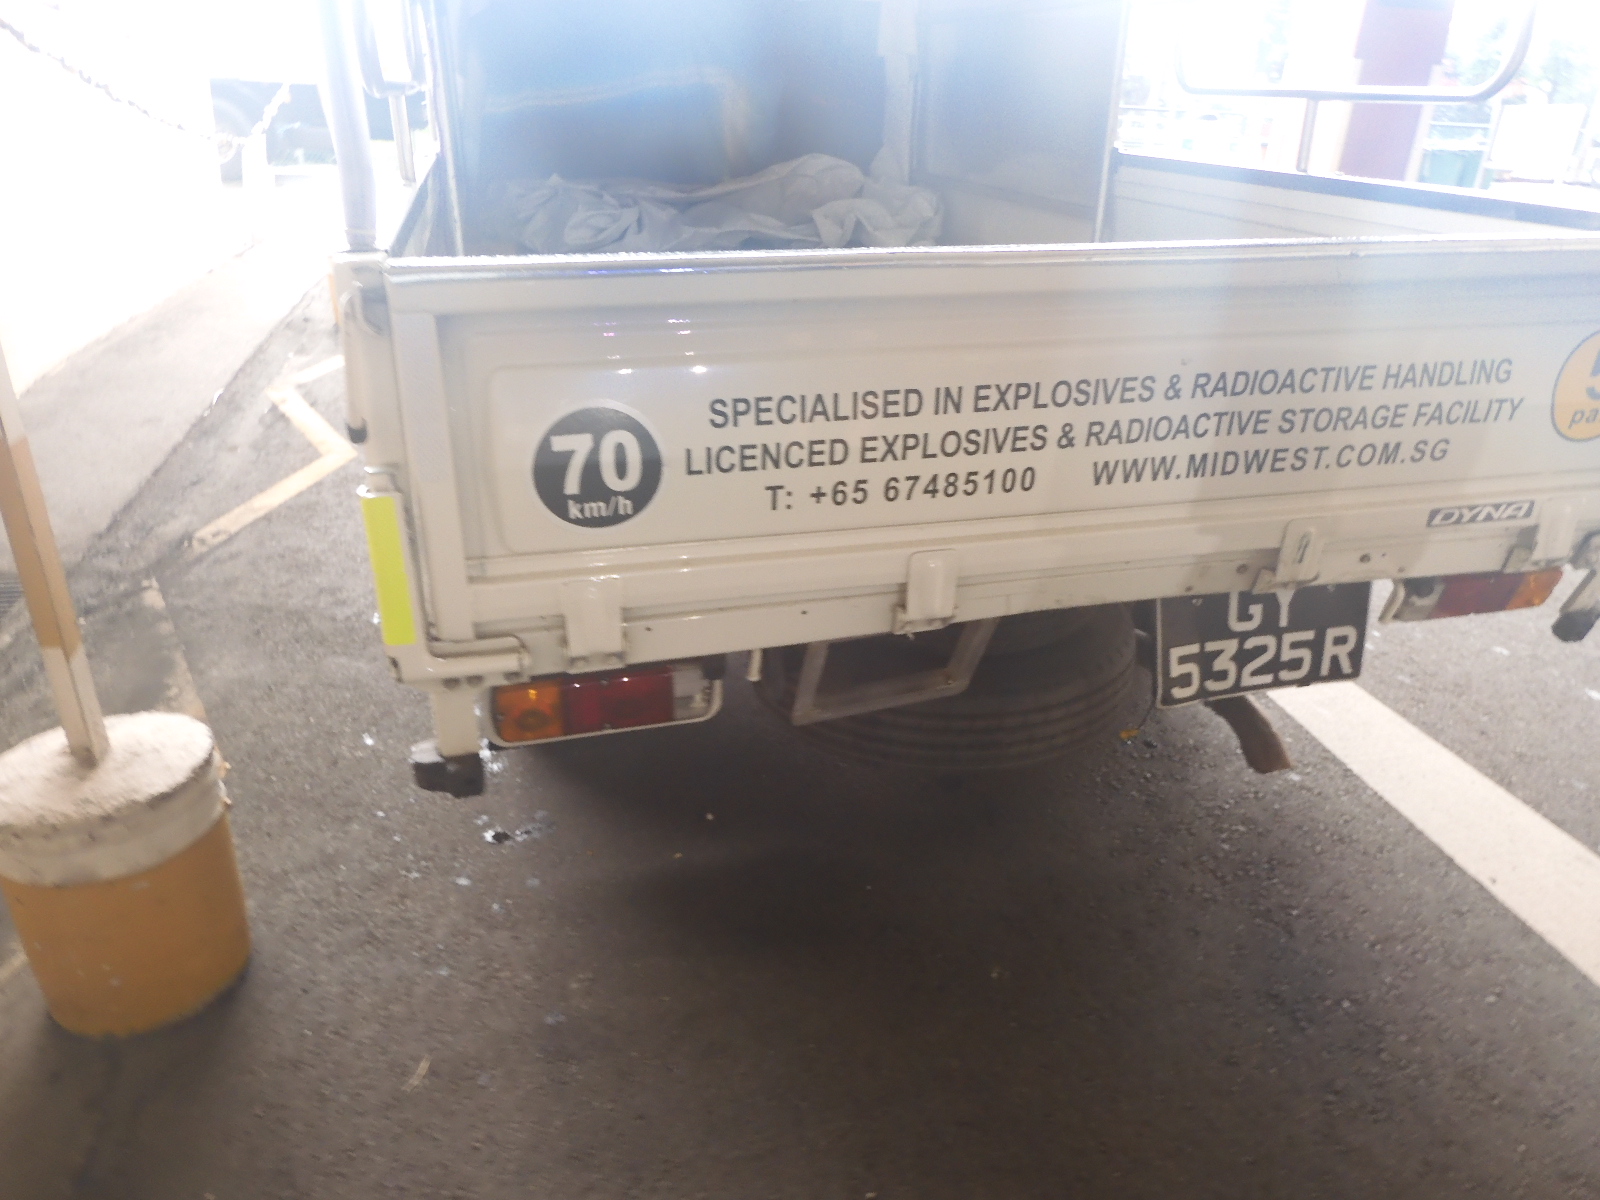 70
km/h
SPECIALISED IN EXPLOSIVES & RADIOACTIVE HANDLING
LICENCED EXPLOSIVES & RADIOACTIVE STORAGE FACILITY
T: +65 67485100 WWW.MIDWEST.COM.SG
DYNA
GY
5325R